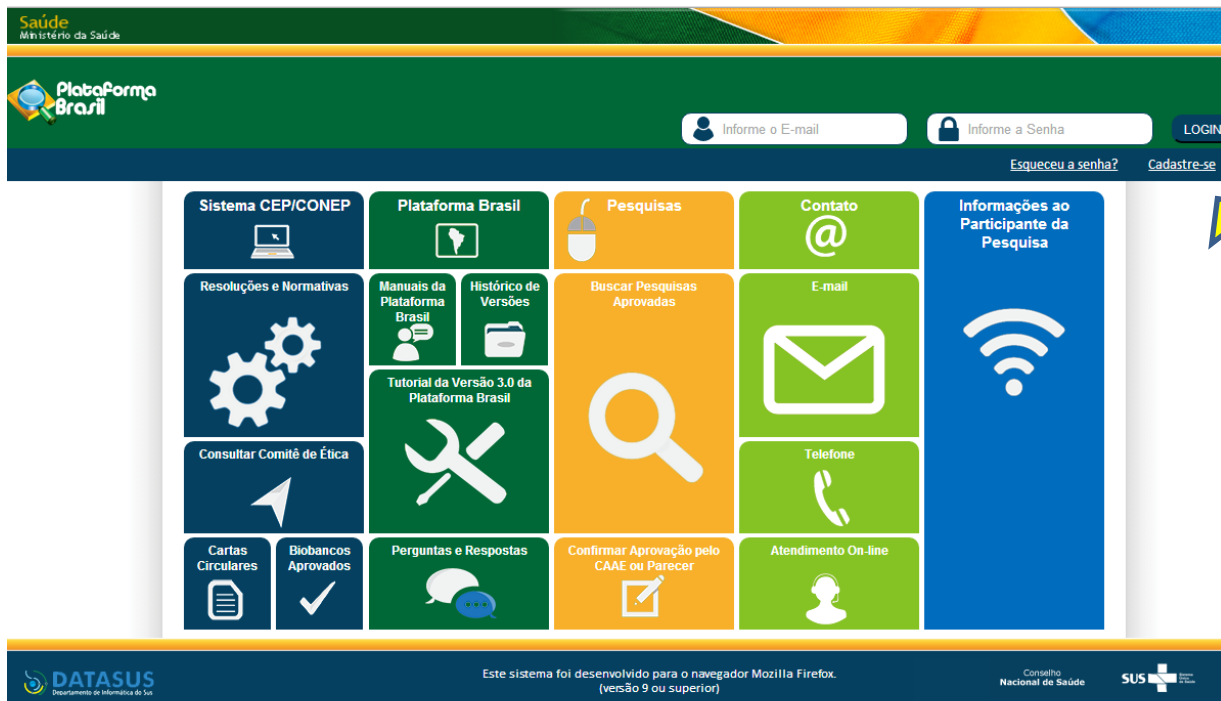 Saúde
Ministério da Saúde
Plataforma
Brasil
Informe o E-mail
Informe a Senha
LOGIN
Esqueceu a senha?
Cadastre-se
Sistema CEP/CONEP
Plataforma Brasil
Pesquisas
Contato
@
Informações ao
Participante da
Pesquisa
Resoluções e Normativas
Manuais da
Plataforma
Brasil
Histórico de
Versões
Buscar Pesquisas
Aprovadas
E-mail
Tutorial da Versão 3.0 da
Plataforma Brasil
Consultar Comitê de Ética
Telefone
Cartas
Circulares
Biobancos
Aprovados
Perguntas e Respostas
Confirmar Aprovação pelo
CAAE ou Parecer
Atendimento On-line
DATASUS
Departamento de Informática do Sus
Este sistema foi desenvolvido para o navegador Mozilla Firefox.
(versão 9 ou superior)
Conselho
Nacional de Saúde
SUS